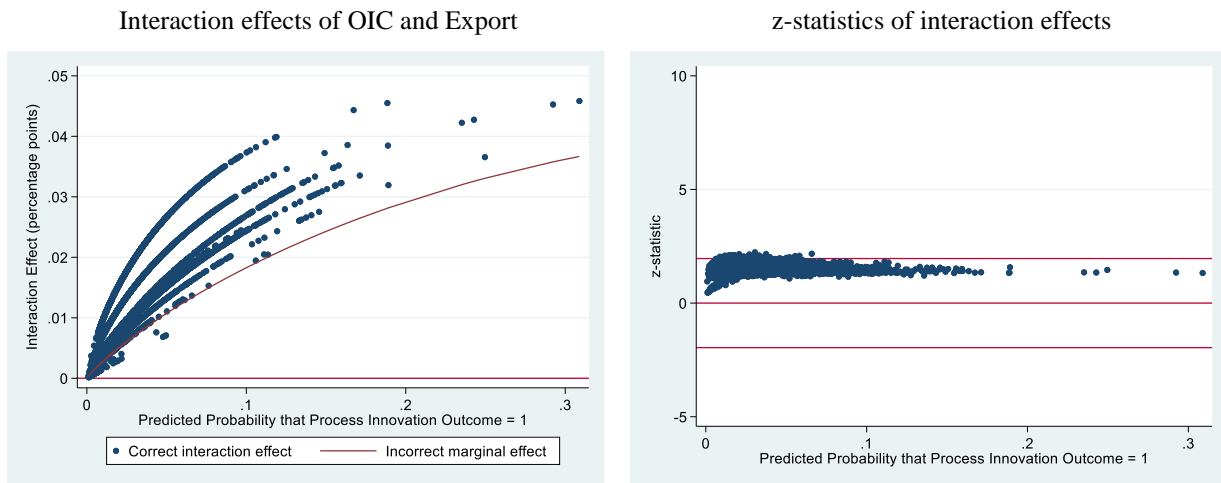 Interaction effects of OIC and Export
.05
.04
.03
.02
.01
0
Interaction Effect (percentage points)
0
.1
.2
.3
Predicted Probability that Process Innovation Outcome = 1
Correct interaction effect
Incorrect marginal effect
z-statistics of interaction effects
10
5
0
-5
z-statistic
0
.1
.2
.3
Predicted Probability that Process Innovation Outcome = 1